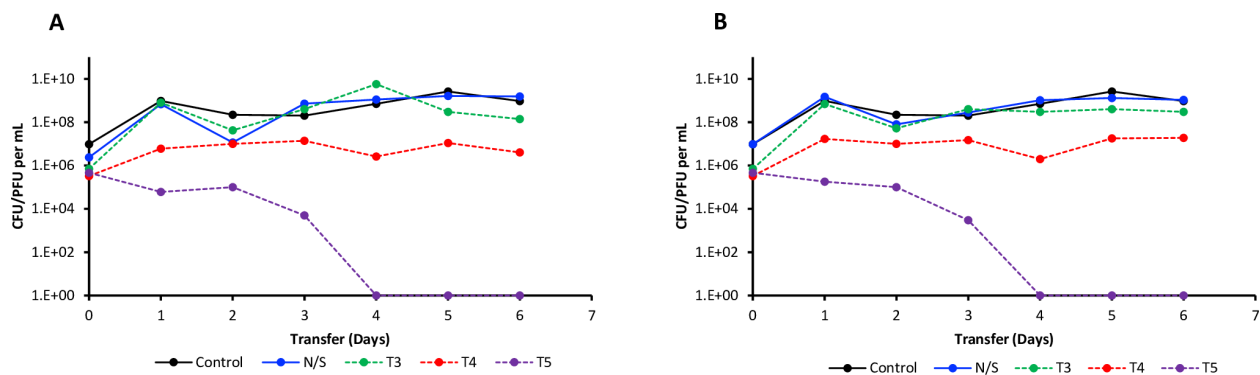 A
CFU/PFU per mL
1.E+10
1.E+08
1.E+06
1.E+04
1.E+02
1.E+00
0 1 2 3 4 5 6 7
Transfer (Days)
Control N/S T3 T4 T5
B
CFU/PFU per mL
1.E+10
1.E+08
1.E+06
1.E+04
1.E+02
1.E+00
0 1 2 3 4 5 6 7
Transfer (Days)
Control N/S T3 T4 T5